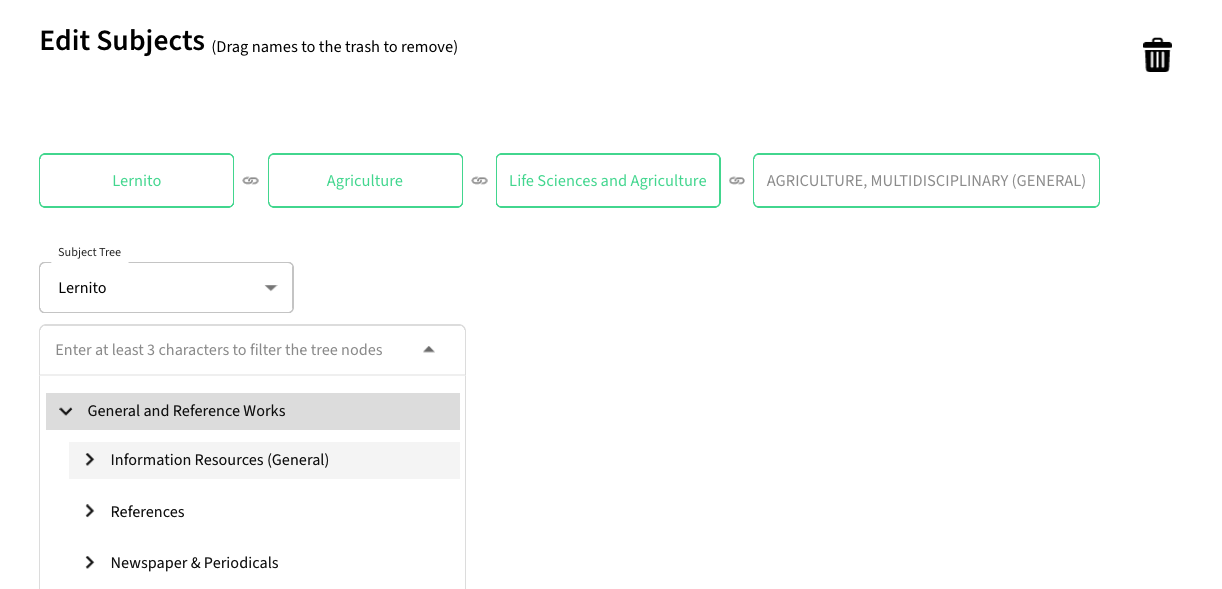 Edit Subjects (Drag names to the trash to remove)
Lernito Agriculture Life Sciences and Agriculture AGRICULTURE, MULTIDISCIPLINARY (GENERAL)
Subject Tree
Lernito
Enter at least 3 characters to filter the tree nodes
General and Reference Works
Information Resources (General)
References
Newspaper & Periodicals